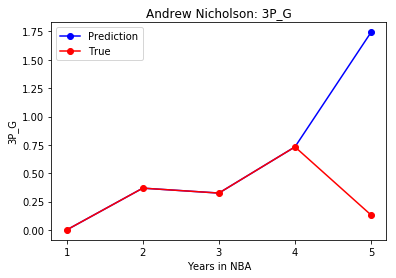 Andrew Nicholson: 3P_G
Prediction
True
1.75
1.50
1.25
1.00
0.75
0.50
0.25
0.00
3P_G
1 2 3 4 5
Years in NBA